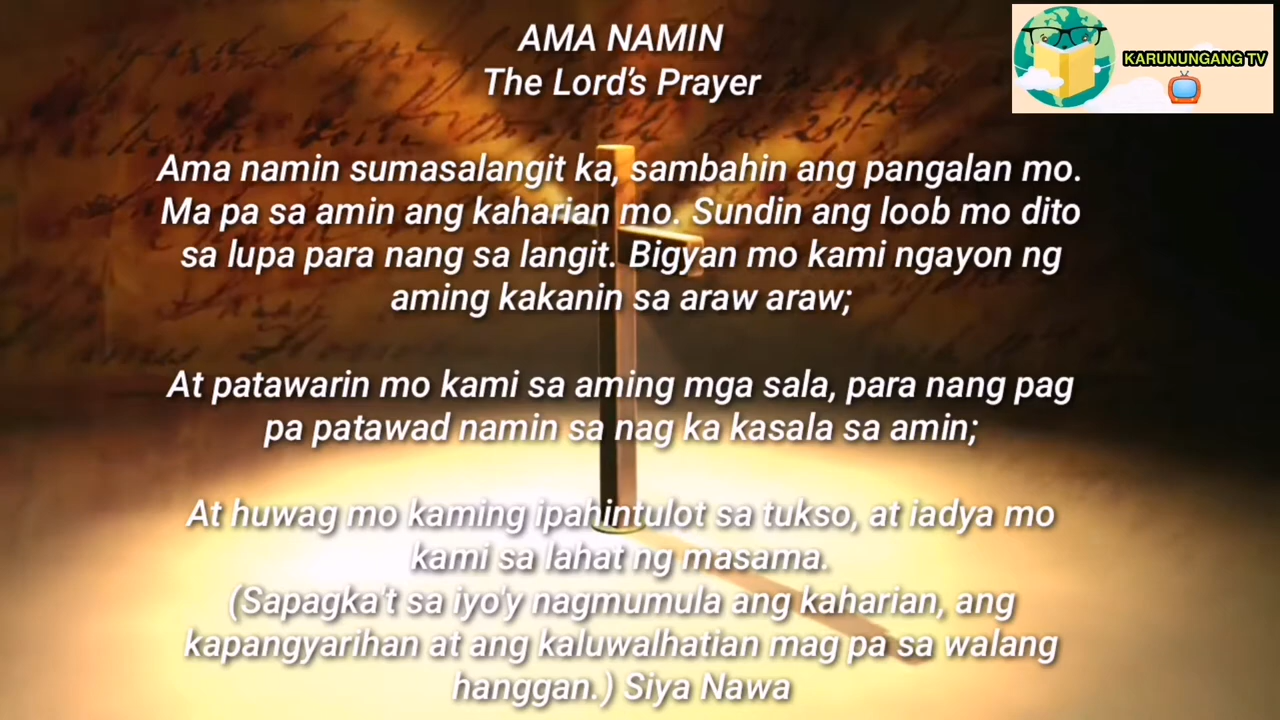 AMA NAMIN
The Lord's Prayer
KARUNUNGANG TV
Ama namin sumasalangit ka, sambahin ang pangalan mo.
Ma pa sa amin ang kaharian mo. Sundin ang loob mo dito
sa lupa para nang sa langit. Bigyan mo kami ngayon ng
aming kakanin sa araw araw;
At patawarin mo kami sa aming mga sala, para nang pag
pa patawad namin sa nag ka kasala sa amin;
At huwag mo kaming ipahintulot sa tukso, at iadya mo
kami sa lahat ng masama.
(Sapagka't sa iyo'y nagmumula ang kaharian, ang
kapangyarihan at ang kaluwalhatian mag pa sa walang
hanggan.) Siya Nawa